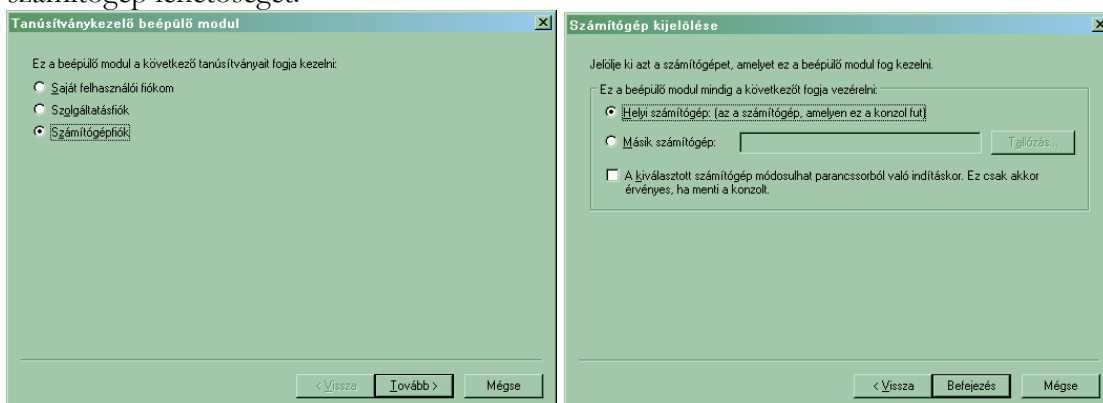 számítógép lehetőséget.
Tanúsítványkezelő beépülő modul
Ez a beépülő modul a következő tanúsítványait fogja kezelni:
Saját felhasználói fiókom
Szolgáltatásfiók
Számítógépfiók
< Vissza
Tovább >
Mégse
Számítógép kijelölése
Jelölje ki azt a számítógépet, amelyet ez a beépülő modul fog kezelni.
Ez a beépülő modul mindig a következőt fogja vezérelni:
Helyi számítógép: (az a számítógép, amelyen ez a konzol fut)
Másik számítógép:
Tallózás...
A kiválasztott számítógép módosulhat parancssorból való indításkor. Ez csak akkor
érvényes, ha menti a konzolt.
< Vissza
Befejezés
Mégse